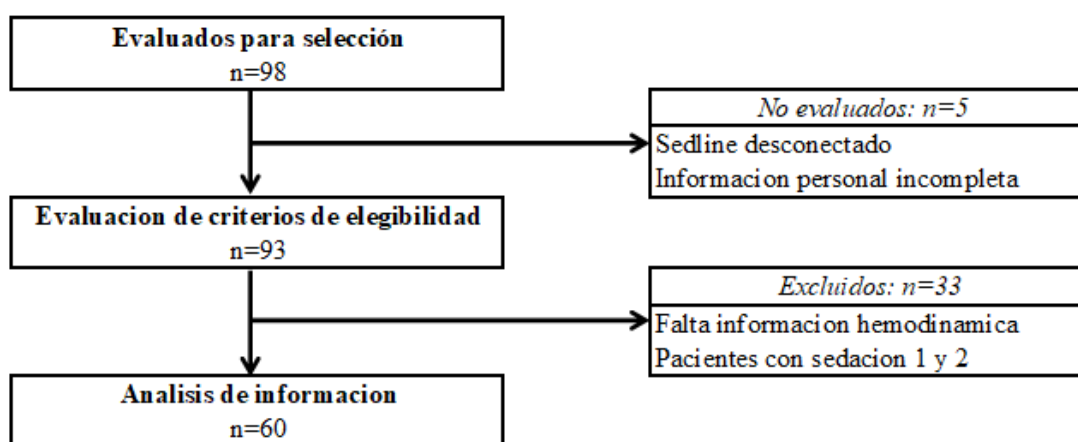 Evaluados para selección
n=98
No evaluados: n=5
Sedline desconectado
Informacion personal incompleta
Evaluacion de criterios de elegibilidad
n=93
Excluidos: n=33
Falta informacion hemodinamica
Pacientes con sedacion 1 y 2
Analisis de informacion
n=60